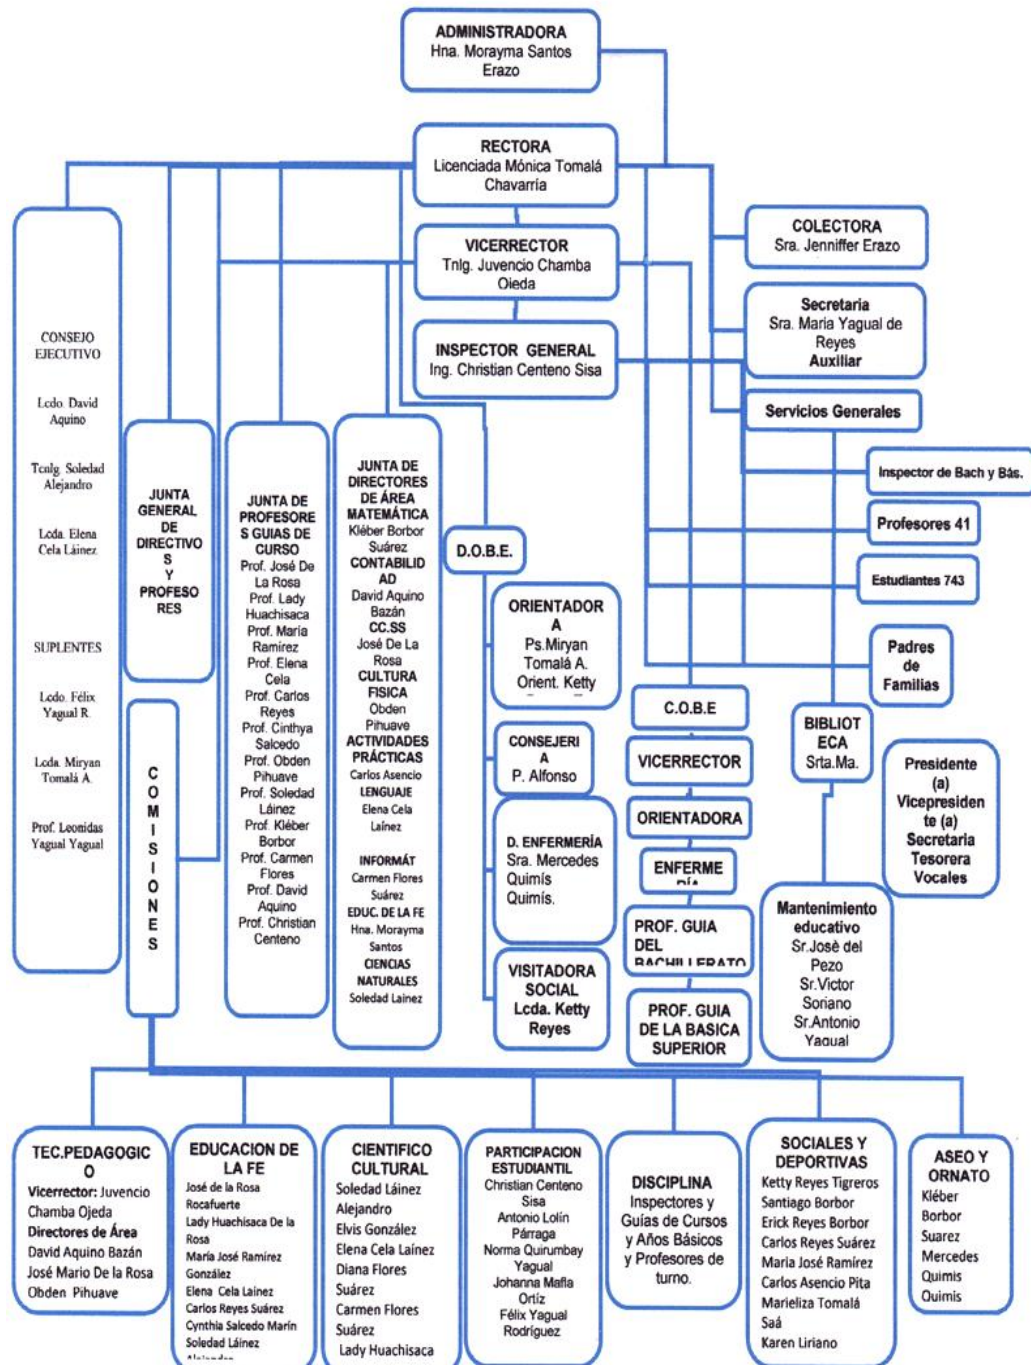 ADMINISTRADORA
Hna. Morayma Santos
Erazo
RECTORA
Licenciada Mónica Tomalá
Chavarría
VICERRECTOR
Tnlg. Juvencio Chamba
Ojeda
INSPECTOR GENERAL
Ing. Christian Centeno Sisa
COLECTORA
Sra. Jenniffer Erazo
Secretaria
Sra. Maria Yagual de
Reyes
Auxiliar
Servicios Generales
Inspector de Bach y Bás.
Profesores 41
Estudiantes 743
Padres
de
Familias
Presidente
(a)
Vicepresiden
te (a)
Secretaria
Tesorera
Vocales
BIBLIOT
ECA
Srta.Ma.
Mantenimiento
educativo
Sr.Josè del
Pezo
Sr.Victor
Soriano
Sr.Antonio
Yagual
CONSEJO
EJECUTIVO
Lcdo. David
Aquino
Tcnlg. Soledad
Alejandro
Lcda. Elena
Cela Láinez
SUPLENTES
Lcdo. Félix
Yagual R.
Lcda. Miryan
Tomalá A.
Prof. Leonidas
Yagual Yagual
JUNTA
GENERAL
DE
DIRECTIVO
S
Y
PROFESO
RES
C
O
M
I
S
I
O
N
E
S
JUNTA DE
PROFESORE
S GUIAS DE
CURSO
Prof. José De
La Rosa
Prof. Lady
Huachisaca
Prof. María
Ramírez
Prof. Elena
Cela
Prof. Carlos
Reyes
Prof. Cinthya
Salcedo
Prof. Obden
Pihuave
Prof. Soledad
Láinez
Prof. Kléber
Borbor
Prof. Carmen
Flores
Prof. David
Aquino
Prof. Christian
Centeno
JUNTA DE
DIRECTORES
DE ÁREA
MATEMÁTICA
Kléber Borbor
Suárez
CONTABILID
AD
David Aquino
Bazán
CC.SS
José De La
Rosa
CULTURA
FISICA
Obden
Pihuave
ACTIVIDADES
PRÁCTICAS
Carlos Asencio
LENGUAJE
Elena Cela
Laínez
INFORMÁT
Carmen Flores
Suárez
EDUC. DE LA FE
Hna. Morayma
Santos
CIENCIAS
NATURALES
Soledad Lainez
D.O.B.E.
ORIENTADOR
A
Ps.Miryan
Tomalá A.
Orient. Ketty
CONSEJERI
A
P. Alfonso
D. ENFERMERÍA
Sra. Mercedes
Quimís
Quimís.
VISITADORA
SOCIAL
Lcda. Ketty
Reyes
C.O.B.E
VICERRECTOR
ORIENTADORA
ENFERME
RÍA
PROF. GUIA
DEL
BACHILLERATO
PROF. GUIA
DE LA BASICA
SUPERIOR
TEC.PEDAGOGIC
O
Vicerrector: Juvencio
Chamba Ojeda
Directores de Área
David Aquino Bazán
José Mario De la Rosa
Obden Pihuave
EDUCACION DE
LA FE
José de la Rosa
Rocafuerte
Lady Huachisaca De la
Rosa
María José Ramírez
González
Elena Cela Laínez
Carlos Reyes Suárez
Cynthia Salcedo Marín
Soledad Láinez
Alejandro
CIENTIFICO
CULTURAL
Soledad Láinez
Alejandro
Elvis González
Elena Cela Laínez
Diana Flores
Suárez
Carmen Flores
Suárez
Lady Huachisaca
PARTICIPACION
ESTUDIANTIL
Christian Centeno
Sisa
Antonio Lolín
Párraga
Norma Quirumbay
Yagual
Johanna Mafla
Ortíz
Félix Yagual
Rodríguez
DISCIPLINA
Inspectores y
Guías de Cursos
y Años Básicos
y Profesores de
turno.
SOCIALES Y
DEPORTIVAS
Ketty Reyes Tigreros
Santiago Borbor
Erick Reyes Borbor
Carlos Reyes Suárez
Maria José Ramírez
Carlos Asencio Pita
Marieliza Tomalá
Saá
Karen Liriano
ASEO Y
ORNATO
Kléber
Borbor
Suarez
Mercedes
Quimis
Quimis